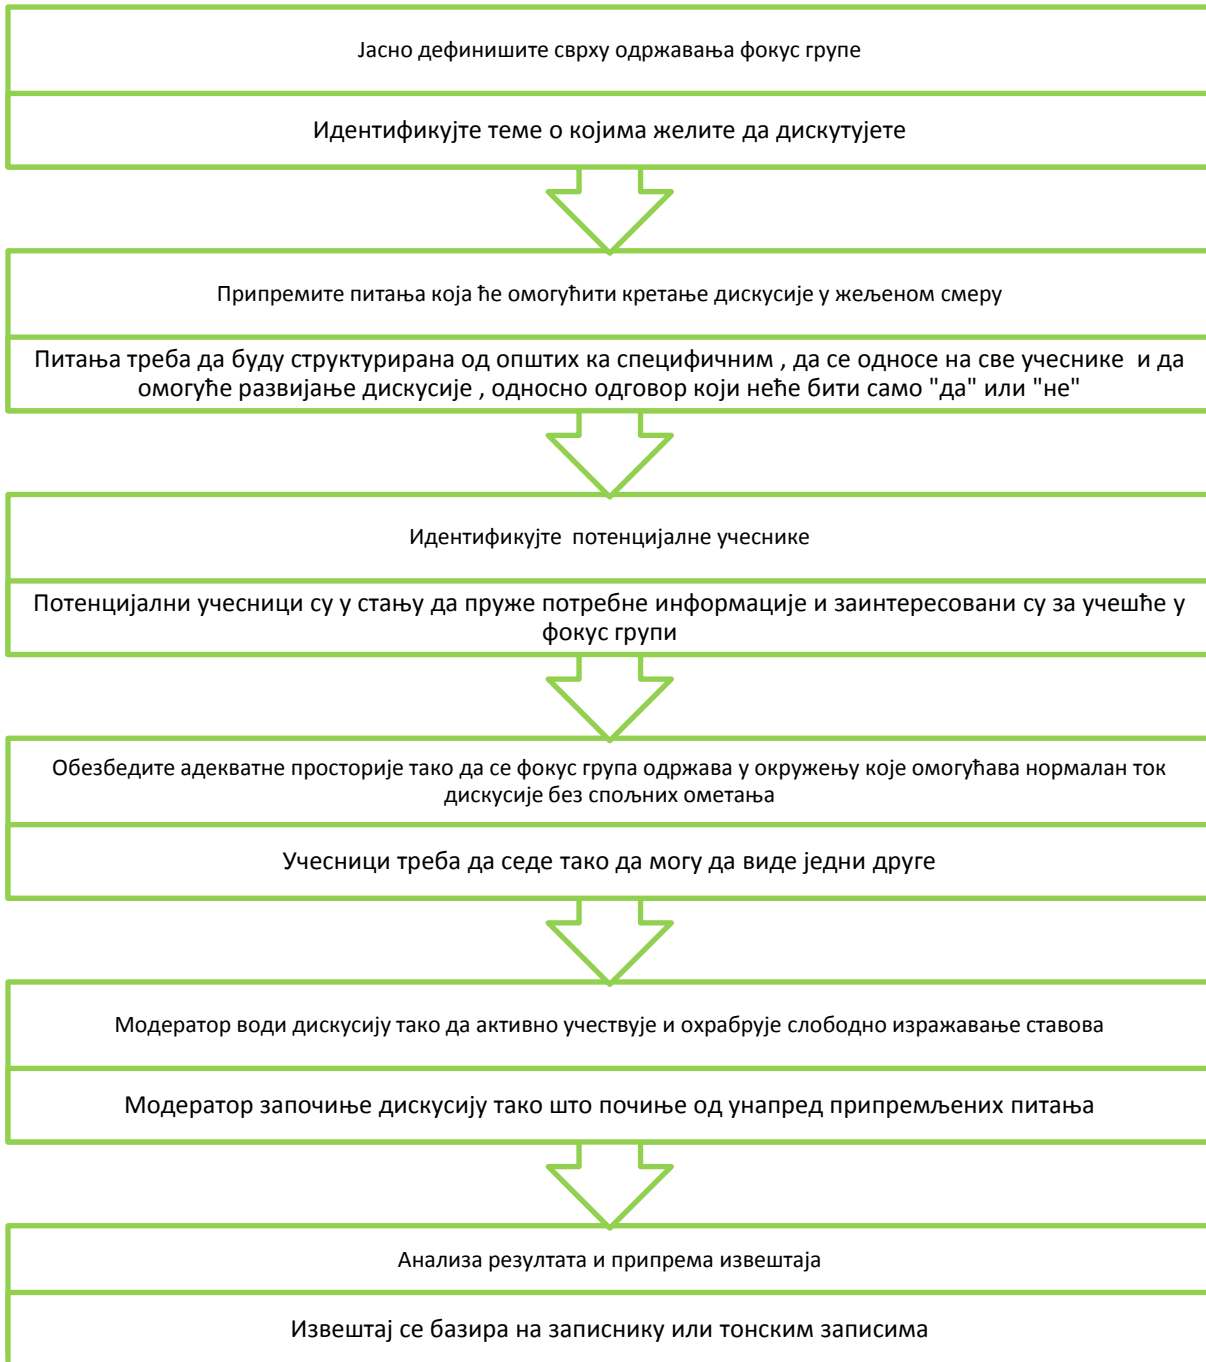 Јасно дефинишите сврху одржавања фокус групе
Идентификујте теме о којима желите да дискутујете
Припремите питања која ће омогућити кретање дискусије у жељеном смеру
Питања треба да буду структурирана од општих ка специфичним , да се односе на све учеснике  и да
омогуће развијање дискусије , односно одговор који неће бити само "да" или "не"
Идентификујте  потенцијалне учеснике
Потенцијални учесници су у стању да пруже потребне информације и заинтересовани су за учешће у
фокус групи
Обезбедите адекватне просторије тако да се фокус група одржава у окружењу које омогућава нормалан ток
дискусије без спољних ометања
Учесници треба да седе тако да могу да виде једни друге
Модератор води дискусију тако да активно учествује и охрабрује слободно изражавање ставова
Модератор започиње дискусију тако што почиње од унапред припремљених питања
Анализа резултата и припрема извештаја
Извештај се базира на записнику или тонским записима